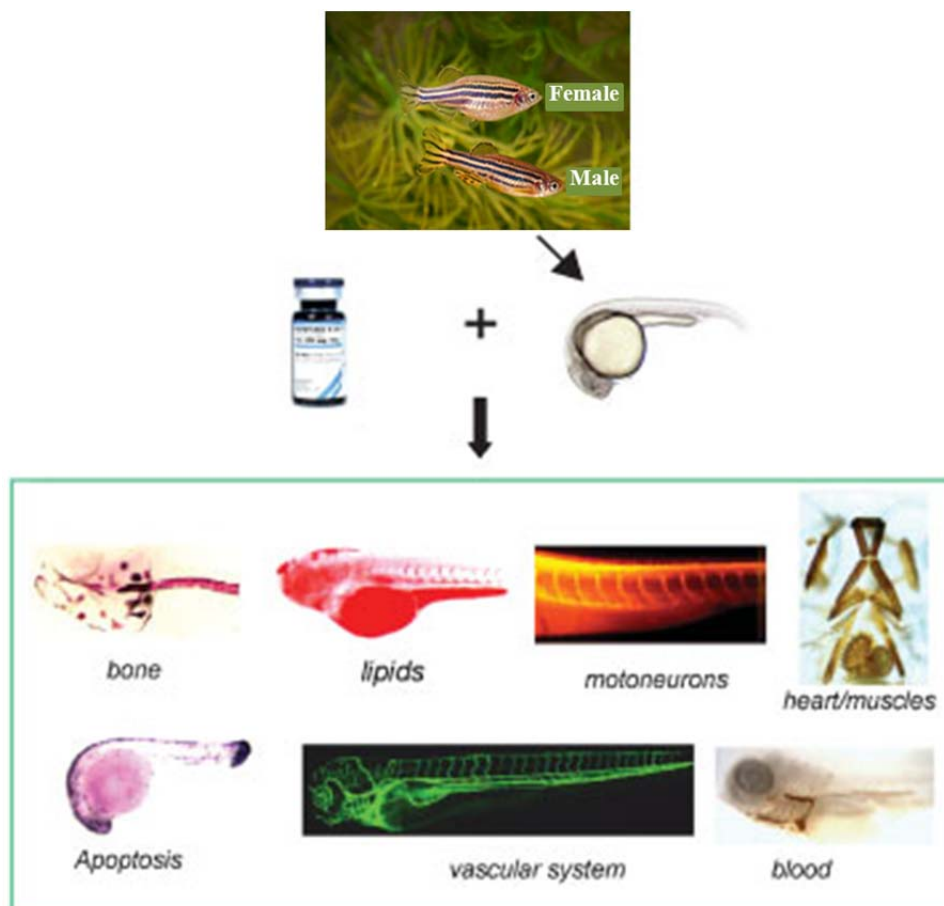 Female
Male
+
bone
lipids
motoneurons
heart/muscles
Apoptosis
vascular system
blood